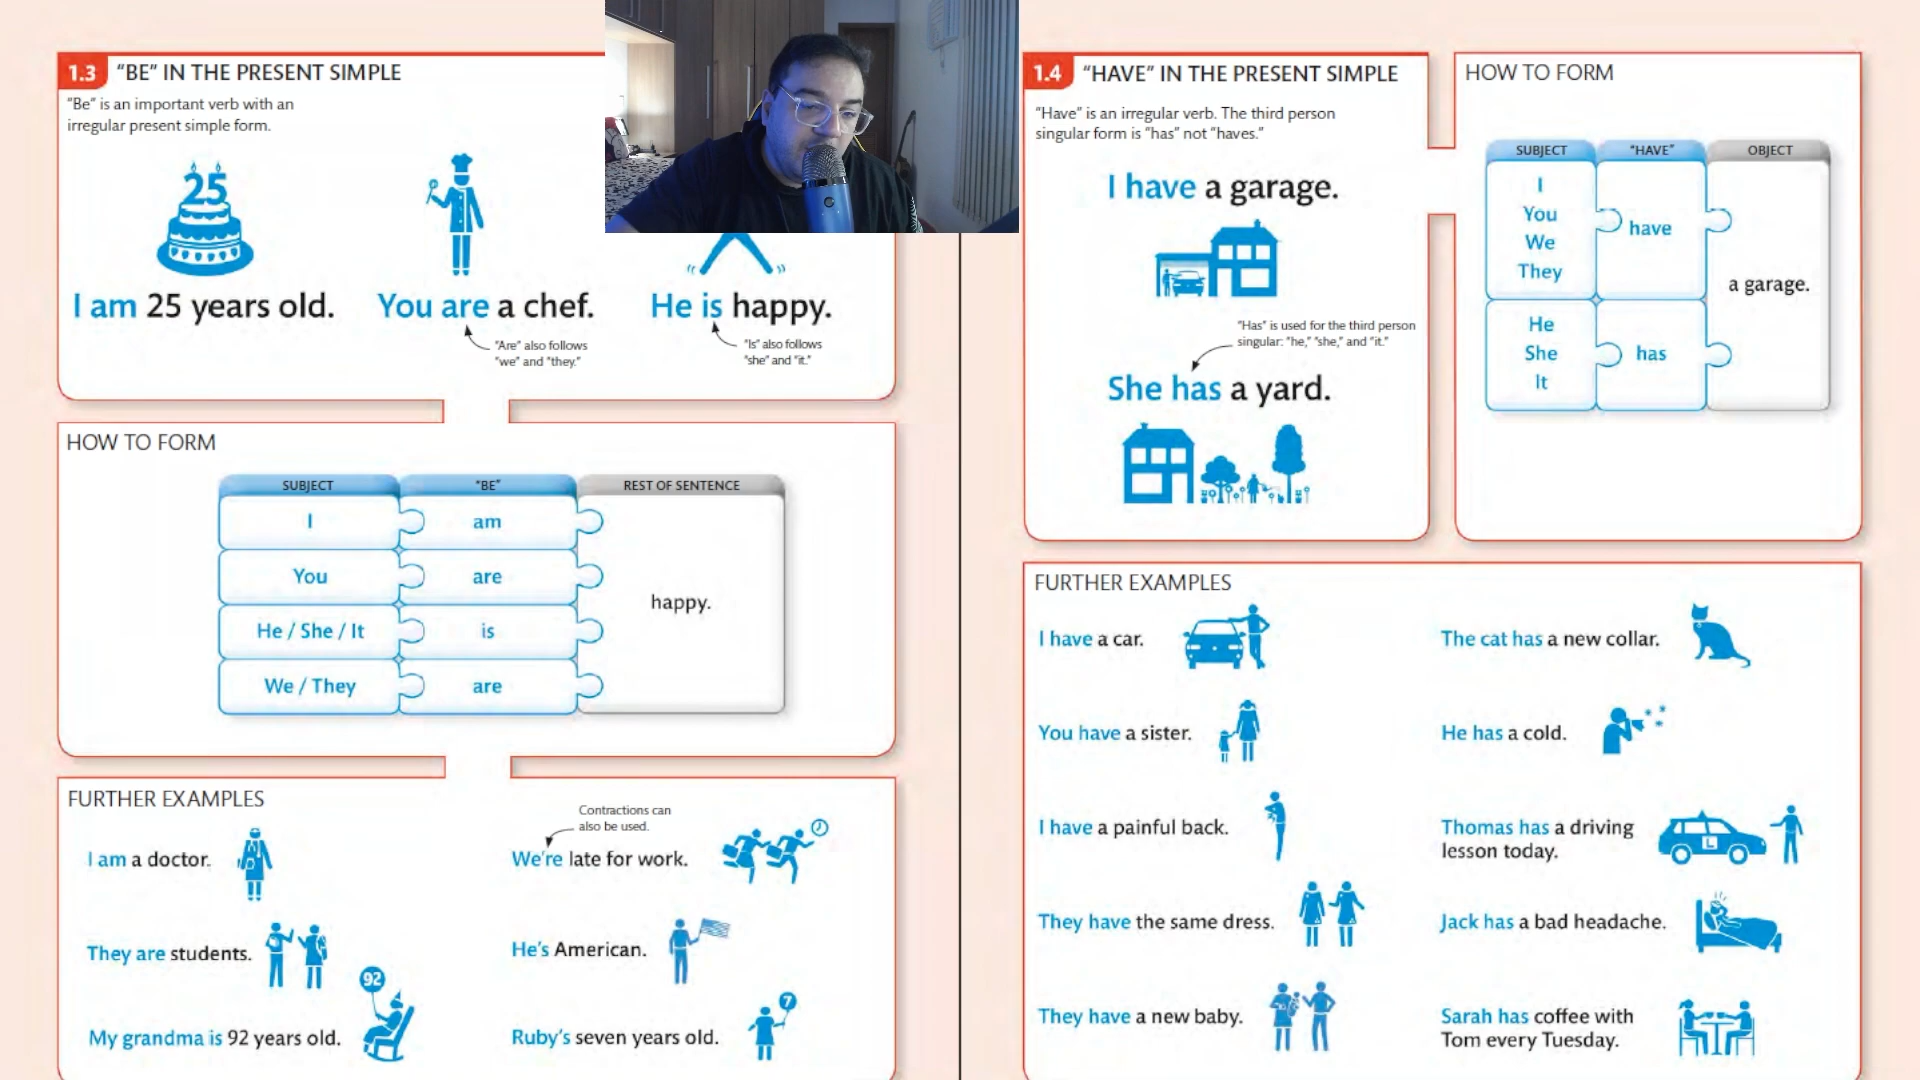 1.3 "BE" IN THE PRESENT SIMPLE
"Be" is an important verb with an
irregular present simple form.
25
I am 25 years old.
You are a chef.
He is happy.
"Are" also follows
"we" and "they."
"Is" also follows
"she" and "it."
HOW TO FORM
SUBJECT "BE" REST OF SENTENCE
I am
You are
happy.
He / She / It is
We / They are
FURTHER EXAMPLES
I am a doctor.
They are students.
92
My grandma is 92 years old.
Contractions can
also be used.
We're late for work.
He's American.
7
Ruby's seven years old.
1.4 "HAVE" IN THE PRESENT SIMPLE
"Have" is an irregular verb. The third person
singular form is "has" not "haves."
I have a garage.
"Has" is used for the third person
singular: "he," "she," and "it."
She has a yard.
HOW TO FORM
SUBJECT "HAVE" OBJECT
I
You
have
We
They
a garage.
He
She
has
It
FURTHER EXAMPLES
I have a car.
You have a sister.
I have a painful back.
They have the same dress.
They have a new baby.
The cat has a new collar.
He has a cold.
Thomas has a driving
lesson today.
L
Jack has a bad headache.
Sarah has coffee with
Tom every Tuesday.